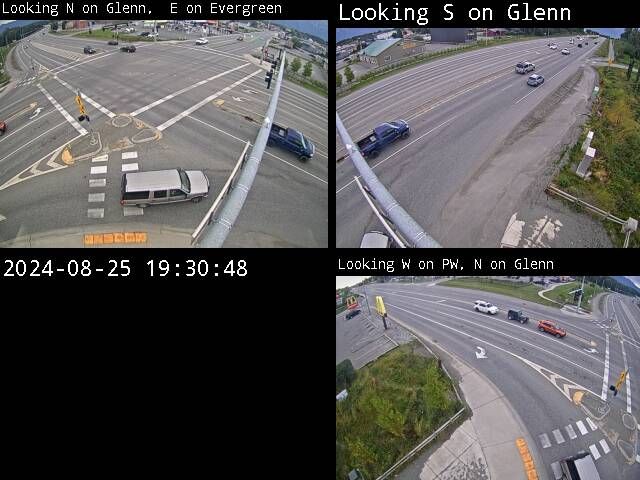 Looking N on Glenn,  E on Evergreen
Looking S on Glenn
2024-08-25 19:30:48
Looking W on PW, N on Glenn